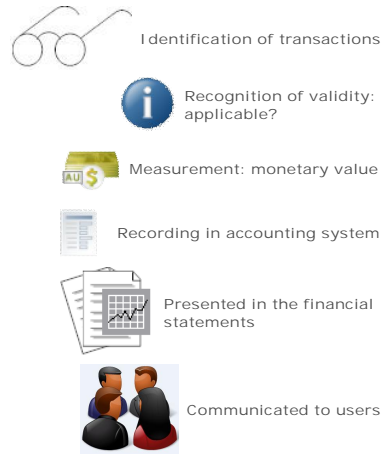 Identification of transactions
Recognition of validity:
applicable?
AU $
Measurement: monetary value
Recording in accounting system
Presented in the financial
statements
Communicated to users